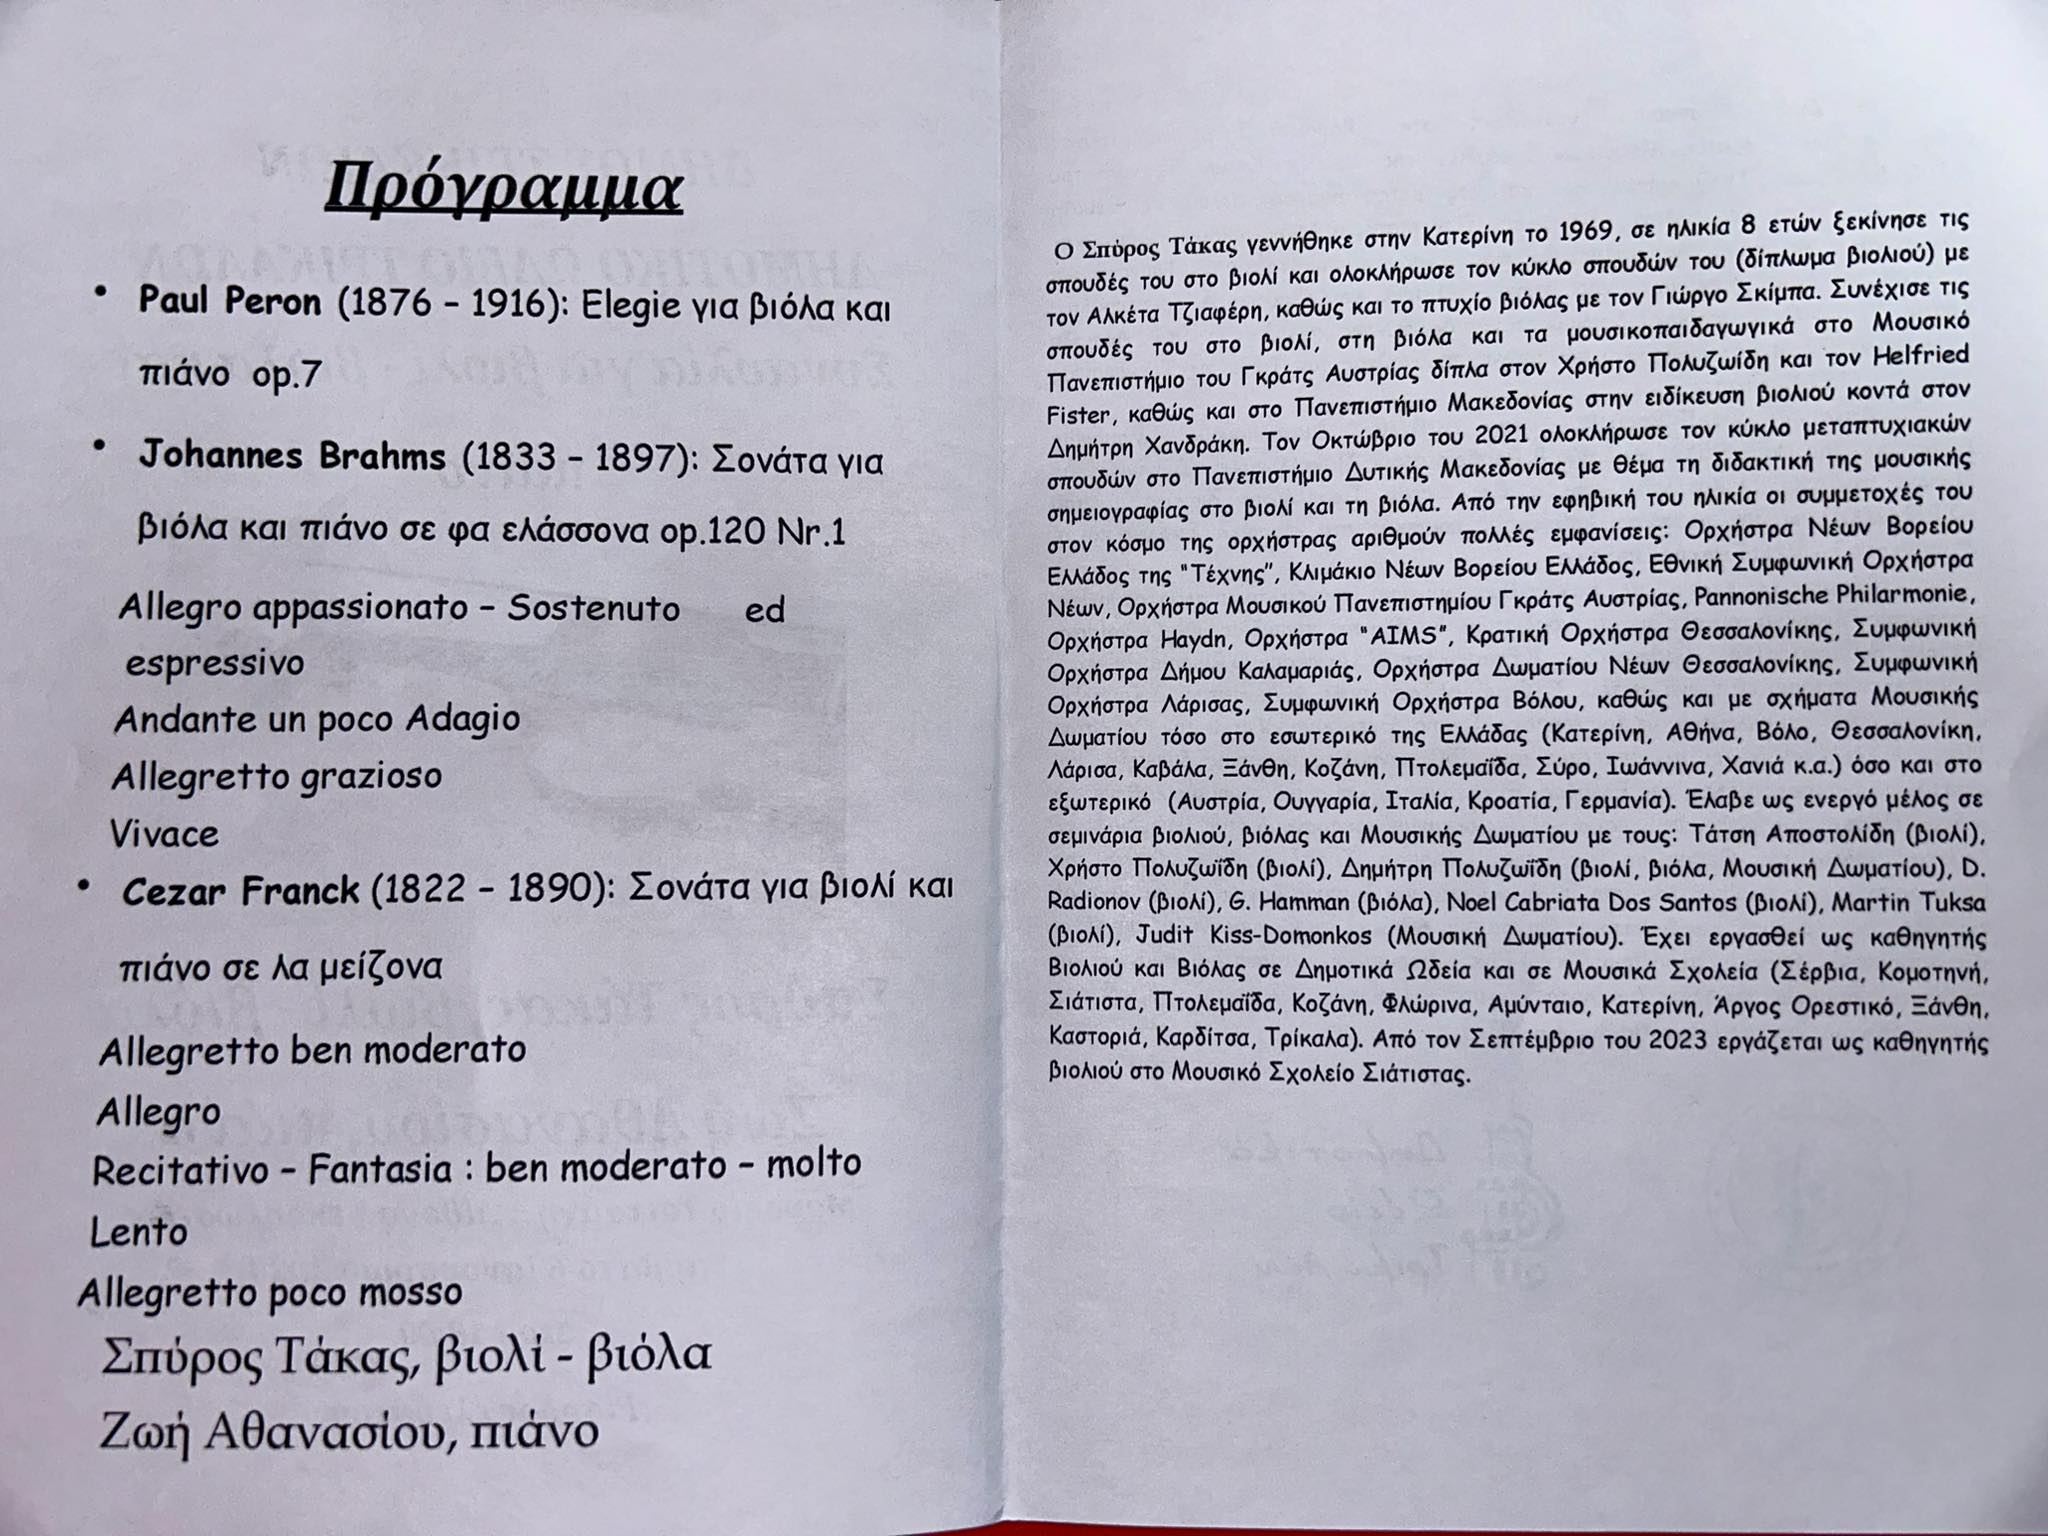 Πρόγραμμα
• Paul Peron (1876 – 1916): Elegie για βιόλα και
πιάνο op.7
• Johannes Brahms (1833 – 1897): Σονάτα για
βιόλα και πιάνο σε φα ελάσσονα op.120 Nr.1
Allegro appassionato – Sostenuto ed
espressivo
Andante un poco Adagio
Allegretto grazioso
Vivace
• Cezar Franck (1822 – 1890): Σονάτα για βιολί και
πιάνο σε λα μείζονα
Allegretto ben moderato
Allegro
Recitativo – Fantasia : ben moderato – molto
Lento
Allegretto poco mosso
Σπύρος Τάκας, βιολί - βιόλα
Ζωή Αθανασίου, πιάνο
Ο Σπύρος Τάκας γεννήθηκε στην Κατερίνη το 1969, σε ηλικία 8 ετών ξεκίνησε τις
σπουδές του στο βιολί και ολοκλήρωσε τον κύκλο σπουδών του (δίπλωμα βιολιού) με
τον Αλκέτα Τζιαφέρη, καθώς και το πτυχίο βιόλας με τον Γιώργο Σκίμπα. Συνέχισε τις
σπουδές του στο βιολί, στη βιόλα και τα μουσικοπαιδαγωγικά στο Μουσικό
Πανεπιστήμιο του Γκράτς Αυστρίας δίπλα στον Χρήστο Πολυζωίδη και τον Helfried
Fister, καθώς και στο Πανεπιστήμιο Μακεδονίας στην ειδίκευση βιολιού κοντά στον
Δημήτρη Χανδράκη. Τον Οκτώβριο του 2021 ολοκλήρωσε τον κύκλο μεταπτυχιακών
σπουδών στο Πανεπιστήμιο Δυτικής Μακεδονίας με θέμα τη διδακτική της μουσικής
σημειογραφίας στο βιολί και τη βιόλα. Από την εφηβική του ηλικία οι συμμετοχές του
στον κόσμο της ορχήστρας αριθμούν πολλές εμφανίσεις: Ορχήστρα Νέων Βορείου
Ελλάδος της "Τέχνης", Κλιμάκιο Νέων Βορείου Ελλάδος, Εθνική Συμφωνική Ορχήστρα
Νέων, Ορχήστρα Μουσικού Πανεπιστημίου Γκράτς Αυστρίας, Pannonische Philarmonie,
Ορχήστρα Haydn, Ορχήστρα "AIMS", Κρατική Ορχήστρα Θεσσαλονίκης, Συμφωνική
Ορχήστρα Δήμου Καλαμαριάς, Ορχήστρα Δωματίου Νέων Θεσσαλονίκης, Συμφωνική
Ορχήστρα Λάρισας, Συμφωνική Ορχήστρα Βόλου, καθώς και με σχήματα Μουσικής
Δωματίου τόσο στο εσωτερικό της Ελλάδας (Κατερίνη, Αθήνα, Βόλο, Θεσσαλονίκη,
Λάρισα, Καβάλα, Ξάνθη, Κοζάνη, Πτολεμαΐδα, Σύρο, Ιωάννινα, Χανιά κ.α.) όσο και στο
εξωτερικό (Αυστρία, Ουγγαρία, Ιταλία, Κροατία, Γερμανία). Έλαβε ως ενεργό μέλος σε
σεμινάρια βιολιού, βιόλας και Μουσικής Δωματίου με τους: Τάτση Αποστολίδη (βιολί),
Χρήστο Πολυζωϊδη (βιολί), Δημήτρη Πολυζωϊδη (βιολί, βιόλα, Μουσική Δωματίου), D.
Radionov (βιολί), G. Hamman (βιόλα), Noel Cabriata Dos Santos (βιολί), Martin Tuksa
(βιολί), Judit Kiss-Domonkos (Μουσική Δωματίου). Έχει εργασθεί ως καθηγητής
Βιολιού και Βιόλας σε Δημοτικά Ωδεία και σε Μουσικά Σχολεία (Σέρβια, Κομοτηνή,
Σιάτιστα, Πτολεμαΐδα, Κοζάνη, Φλώρινα, Αμύνταιο, Κατερίνη, Άργος Ορεστικό, Ξάνθη,
Καστοριά, Καρδίτσα, Τρίκαλα). Από τον Σεπτέμβριο του 2023 εργάζεται ως καθηγητής
βιολιού στο Μουσικό Σχολείο Σιάτιστας.